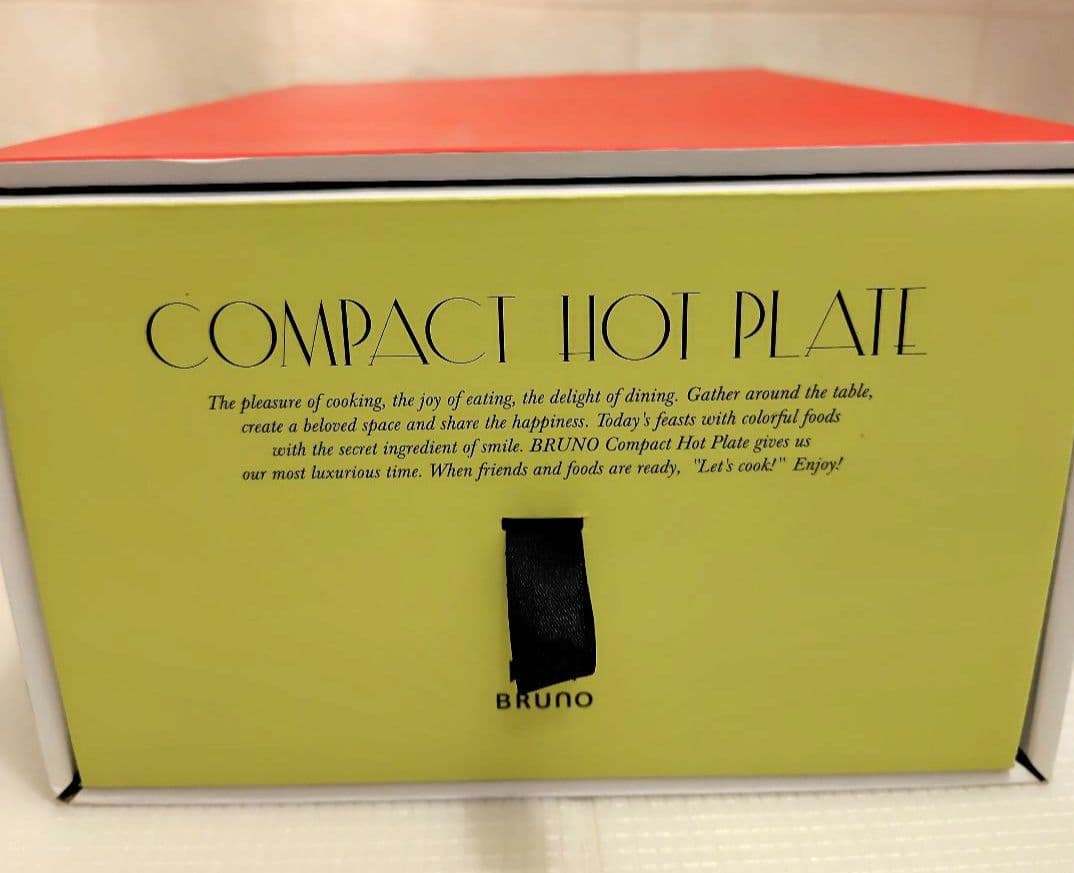 COMPACT HOT PLATE
The pleasure of cooking, the joy of eating, the delight of dining. Gather around the table,
create a beloved space and share the happiness. Today's feasts with colorful foods
with the secret ingredient of smile. BRUNO Compact Hot Plate gives us
our most luxurious time. When friends and foods are ready, "Let's cook!" Enjoy!
BRUNO